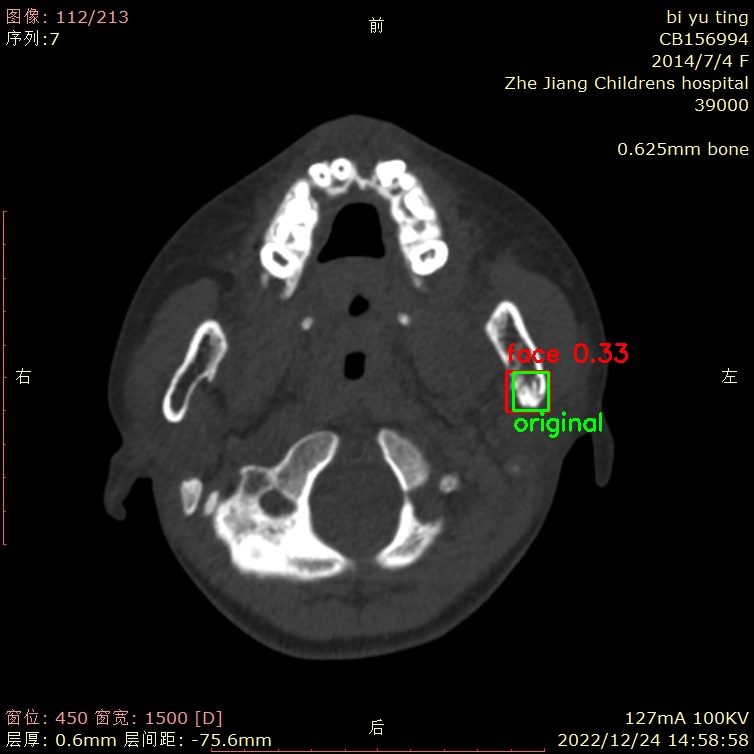 图像: 112/213
序列:7
前
bi yu ting
CB156994
2014/7/4 F
Zhe Jiang Childrens hospital
39000
0.625mm bone
face 0.33
右
左
original
窗位: 450 窗宽: 1500 [D]
层厚: 0.6mm 层间距: -75.6mm
后
127mA 100KV
2022/12/24 14:58:58